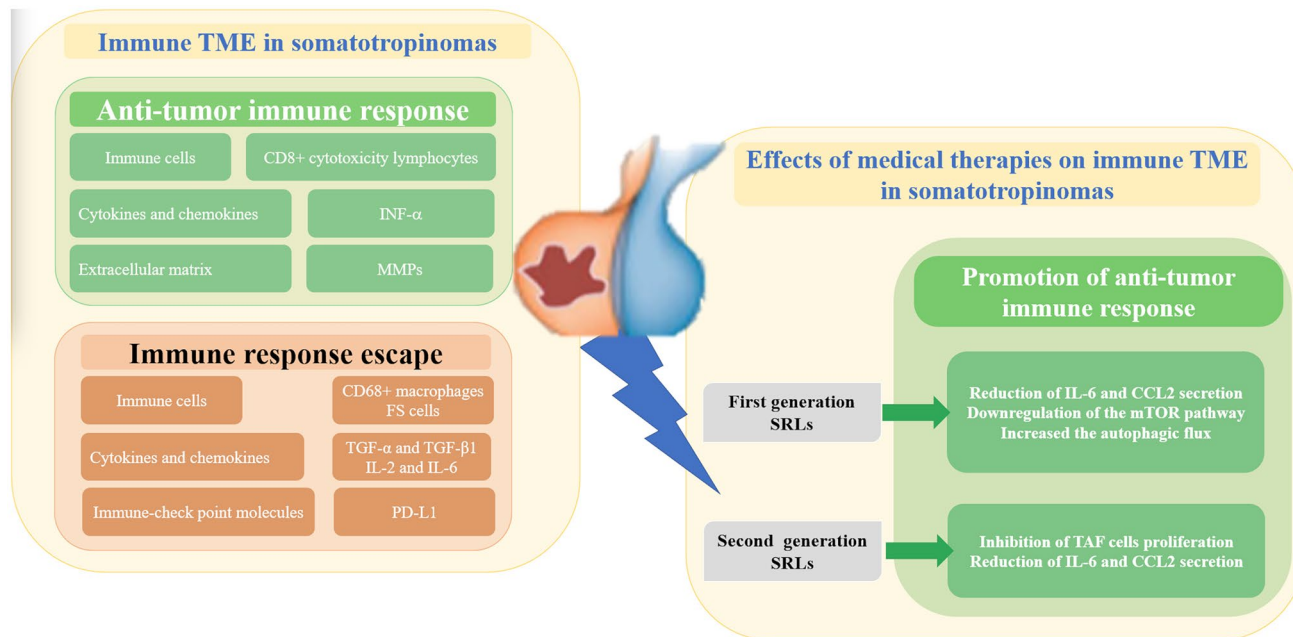 Immune TME in somatotropinomas
Anti-tumor immune response
Immune cells
CD8+ cytotoxicity lymphocytes
Cytokines and chemokines
INF-α
Extracellular matrix
MMPs
Immune response escape
Immune cells
CD68+ macrophages
FS cells
Cytokines and chemokines
TGF-α and TGF-β1
IL-2 and IL-6
Immune-check point molecules
PD-L1
Effects of medical therapies on immune TME
in somatotropinomas
Promotion of anti-tumor
immune response
First generation
SRLs
Reduction of IL-6 and CCL2 secretion
Downregulation of the mTOR pathway
Increased the autophagic flux
Second generation
SRLs
Inhibition of TAF cells proliferation
Reduction of IL-6 and CCL2 secretion